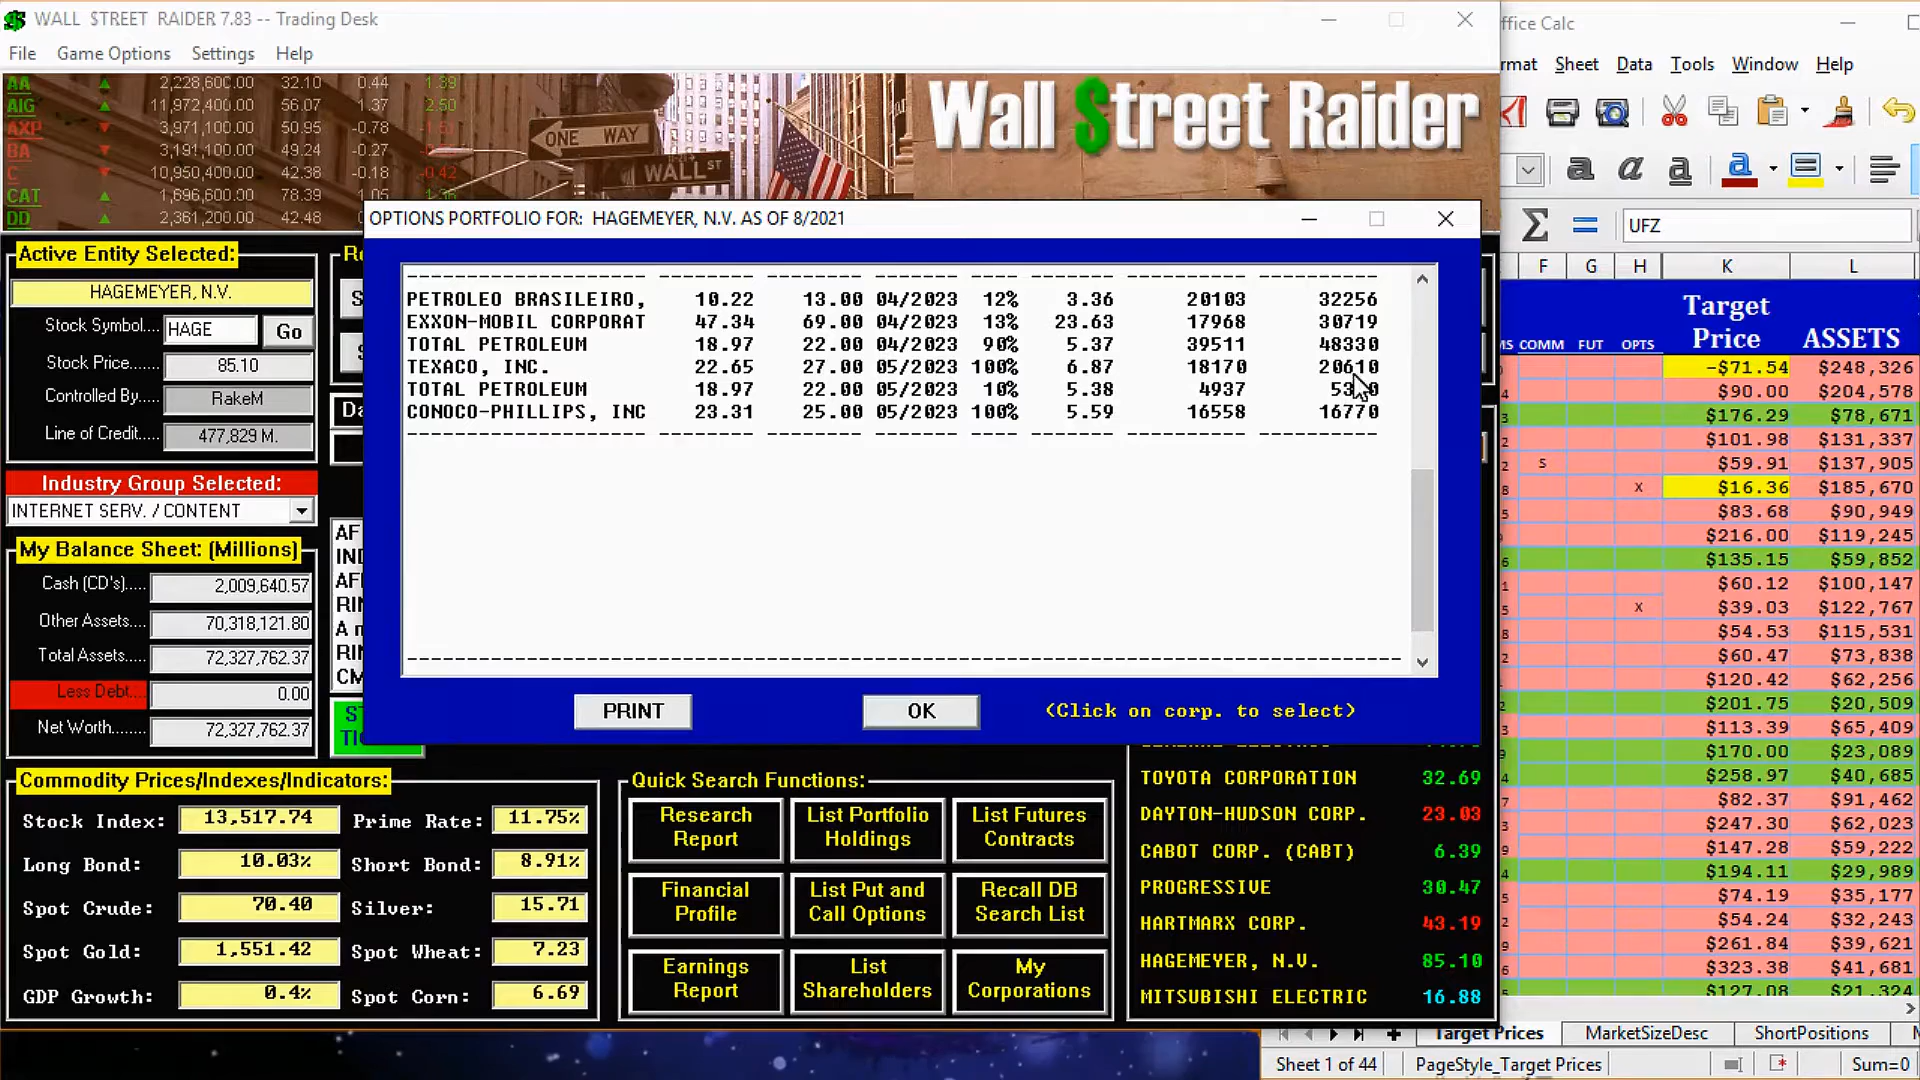 WALL STREET RAIDER 7.83 -- Trading Desk
File Game Options Settings Help
AA 2,228,600.00 32.10 0.44 1.39
AIG 11,972,400.00 56.07 1.37 2.50
AXP 3,971,100.00 50.95 -0.78
BA 3,191,100.00 49.24 -0.27
C 10,950,400.00 42.38 -0.18 -0.42
CAT 1,696,600.00 78.39 1.05 1.36
DD 2,361,200.00 42.48
ONE WAY
WALL ST
Wall $treet Raider
Active Entity Selected:
HAGEMEYER, N.V.
Stock Symbol.... HAGE Go
Stock Price..... 85.10
Controlled By... RakeM
Line of Credit..... 477,829 M.
Industry Group Selected:
INTERNET SERV. / CONTENT
My Balance Sheet: (Millions)
Cash (CD's)..... 2,009,640.57
Other Assets.... 70,318,121.80
Total Assets..... 72,327,762.37
Less Debt.... 0.00
Net Worth........ 72,327,762.37
OPTIONS PORTFOLIO FOR: HAGEMEYER, N.V. AS OF 8/2021
PETROLEO BRASILEIRO, 10.22 13.00 04/2023 12% 3.36 20103 32256
EXXON-MOBIL CORPORAT 47.34 69.00 04/2023 13% 23.63 17968 30719
TOTAL PETROLEUM 18.97 22.00 04/2023 90% 5.37 39511 48330
TEXACO, INC. 22.65 27.00 05/2023 100% 6.87 18170 20610
TOTAL PETROLEUM 18.97 22.00 05/2023 10% 5.38 4937
CONOCO-PHILLIPS, INC 23.31 25.00 05/2023 100% 5.59 16558 16770
PRINT OK (Click on corp. to select)
Commodity Prices/Indexes/Indicators:
Stock Index: 13,517.74 Prime Rate: 11.75%
Long Bond: 10.03% Short Bond: 8.91%
Spot Crude: 70.40 Silver: 15.71
Spot Gold: 1,551.42 Spot Wheat: 7.23
GDP Growth: 0.4% Spot Corn: 6.69
Quick Search Functions:
Research Report
List Portfolio Holdings
List Futures Contracts
Financial Profile
List Put and Call Options
Recall DB Search List
Earnings Report
List Shareholders
My Corporations
TOYOTA CORPORATION 32.69
DAYTON-HUDSON CORP. 23.03
CABOT CORP. (CABT) 6.39
PROGRESSIVE 30.47
HARTMARX CORP. 43.19
HAGEMEYER, N.V. 85.10
MITSUBISHI ELECTRIC 16.88
ffice Calc
rmat Sheet Data Tools Window Help
UFZ
F G H K L
COMM FUT OPTS Target Price ASSETS
-$71.54 $248,326
$90.00 $204,578
$176.29 $78,671
$101.98 $131,337
s $59.91 $137,905
x $16.36 $185,670
$83.68 $90,949
$216.00 $119,245
$135.15 $59,852
$60.12 $100,147
x $39.03 $122,767
$54.53 $115,531
$60.47 $73,838
$120.42 $62,256
$201.75 $20,509
$113.39 $65,409
$170.00 $23,089
$258.97 $40,685
$82.37 $91,462
$247.30 $62,023
$147.28 $59,222
$194.11 $29,989
$74.19 $35,177
$54.24 $32,243
$261.84 $39,621
$323.38 $41,681
$127.08 $21,324
Target Prices MarketSizeDesc ShortPositions
Sheet 1 of 44 PageStyle_Target Prices Sum=0